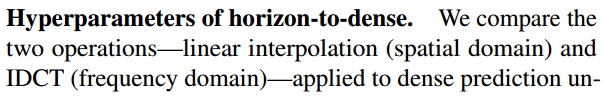 Hyperparameters of horizon-to-dense. We compare the
two operations—linear interpolation (spatial domain) and
IDCT (frequency domain)—applied to dense prediction un-